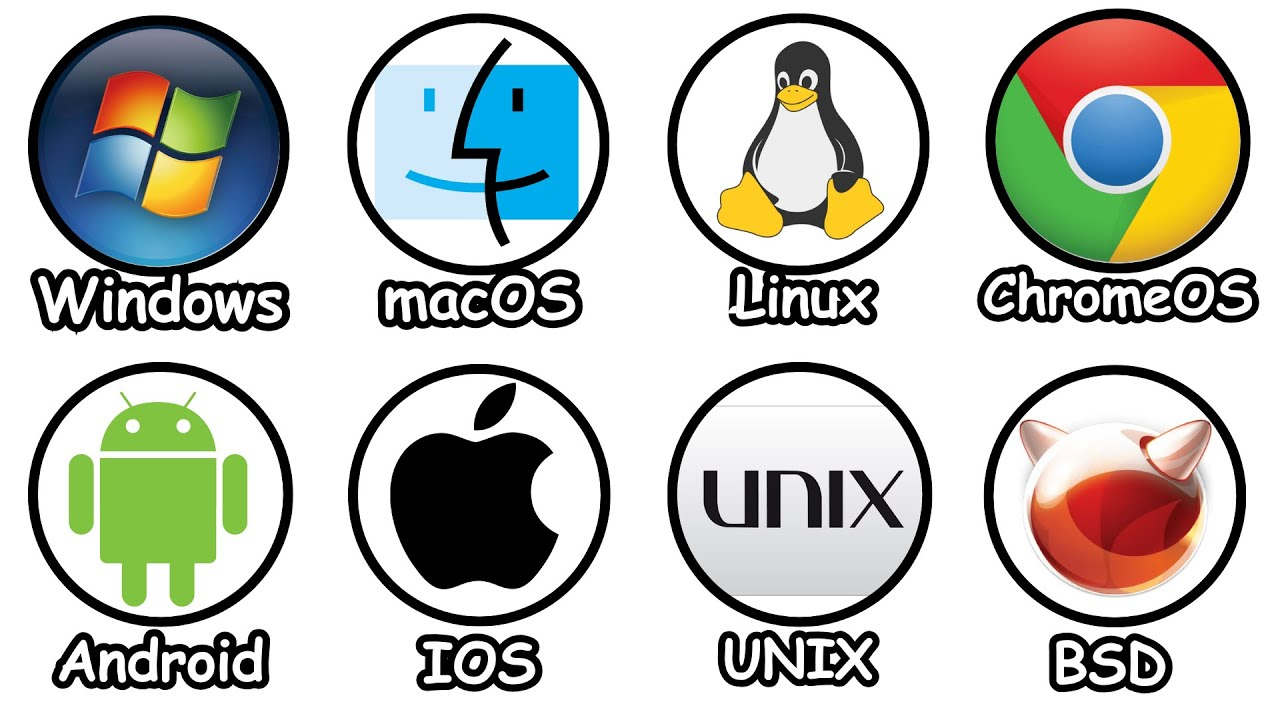 Windows
macOS
Linux
ChromeOS
UNIX
Android
IOS
UNIX
BSD